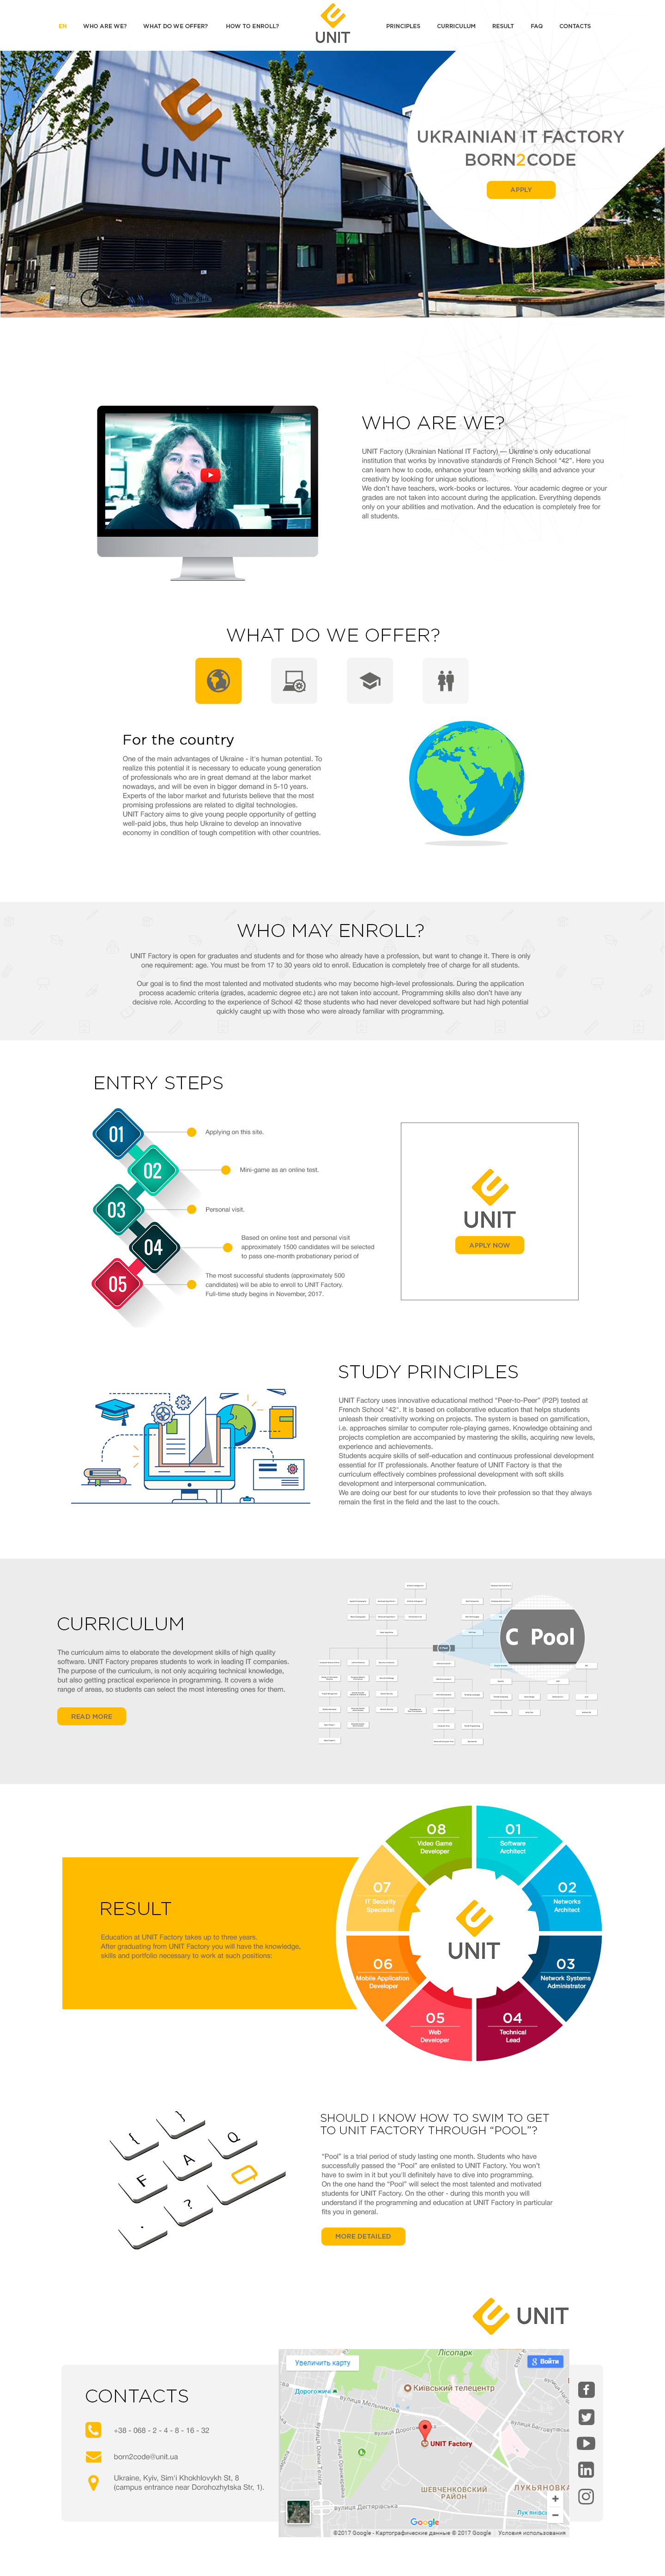 EN
WHO ARE WE?
WHAT DO WE OFFER?
HOW TO ENROLL?
UNIT
PRINCIPLES
CURRICULUM
RESULT
FAQ
CONTACTS
UNIT
UKRAINIAN IT FACTORY
BORN2CODE
APPLY
WHO ARE WE?
UNIT Factory (Ukrainian National IT Factory) — Ukraine's only educational
institution that works by innovative standards of French School "42". Here you
can learn how to code, enhance your team working skills and advance your
creativity by looking for unique solutions.
We don't have teachers, work-books or lectures. Your academic degree or your
grades are not taken into account during the application. Everything depends
only on your abilities and motivation. And the education is completely free for
all students.
WHAT DO WE OFFER?
For the country
One of the main advantages of Ukraine - it's human potential. To
realize this potential it is necessary to educate young generation
of professionals who are in great demand at the labor market
nowadays, and will be even in bigger demand in 5-10 years.
Experts of the labor market and futurists believe that the most
promising professions are related to digital technologies.
UNIT Factory aims to give young people opportunity of getting
well-paid jobs, thus help Ukraine to develop an innovative
economy in condition of tough competition with other countries.
WHO MAY ENROLL?
UNIT Factory is open for graduates and students and for those who already have a profession, but want to change it. There is only
one requirement: age. You must be from 17 to 30 years old to enroll. Education is completely free of charge for all students.
Our goal is to find the most talented and motivated students who may become high-level professionals. During the application
process academic criteria (grades, academic degree etc.) are not taken into account. Programming skills also don't have any
decisive role. According to the experience of School 42 those students who had never developed software but had high potential
quickly caught up with those who were already familiar with programming.
ENTRY STEPS
01
Applying on this site.
02
Mini-game as an online test.
03
Personal visit.
04
Based on online test and personal visit
approximately 1500 candidates will be selected
to pass one-month probationary period of
05
The most successful students (approximately 500
candidates) will be able to enroll to UNIT Factory.
Full-time study begins in November, 2017.
UNIT
APPLY NOW
STUDY PRINCIPLES
UNIT Factory uses innovative educational method "Peer-to-Peer" (P2P) tested at
French School "42". It is based on collaborative education that helps students
unleash their creativity working on projects. The system is based on gamification,
i.e. approaches similar to computer role-playing games. Knowledge obtaining and
projects completion are accompanied by mastering the skills, acquiring new levels,
experience and achievements.
Students acquire skills of self-education and continuous professional development
essential for IT professionals. Another feature of UNIT Factory is that the
curriculum effectively combines professional development with soft skills
development and interpersonal communication.
We are doing our best for our students to love their profession so that they always
remain the first in the field and the last to the couch.
CURRICULUM
The curriculum aims to elaborate the development skills of high quality
software. UNIT Factory prepares students to work in leading IT companies.
The purpose of the curriculum, is not only acquiring technical knowledge,
but also getting practical experience in programming. It covers a wide
range of areas, so students can select the most interesting ones for them.
READ MORE
C Pool
RESULT
Education at UNIT Factory takes up to three years.
After graduating from UNIT Factory you will have the knowledge,
skills and portfolio necessary to work at such positions:
UNIT
01
Software
Architect
02
Networks
Architect
03
Network Systems
Administrator
04
Technical
Lead
05
Web
Developer
06
Mobile Application
Developer
07
IT Security
Specialist
08
Video Game
Developer
{ }
F A Q
. ?
SHOULD I KNOW HOW TO SWIM TO GET
TO UNIT FACTORY THROUGH “POOL”?
“Pool” is a trial period of study lasting one month. Students who have
successfully passed the “Pool” are enlisted to UNIT Factory. You won't
have to swim in it but you'll definitely have to dive into programming.
On the one hand the “Pool” will select the most talented and motivated
students for UNIT Factory. On the other - during this month you will
understand if the programming and education at UNIT Factory in particular
fits you in general.
MORE DETAILED
UNIT
CONTACTS
+38 - 068 - 2 - 4 - 8 - 16 - 32
born2code@unit.ua
Ukraine, Kyiv, Sim'i Khokhlovykh St, 8
(campus entrance near Dorohozhytska Str, 1).
Увеличить карту
Войти
Лісопарк
Дорогожичі
Київський телецентр
вулиця Мельникова
UNIT Factory
ШЕВЧЕНКОВСКИЙ
РАЙОН
ЛУК'ЯНОВКА
вулиця Дегтярівська
Google
©2017 Google - Картографические данные © 2017 Google
Условия использования